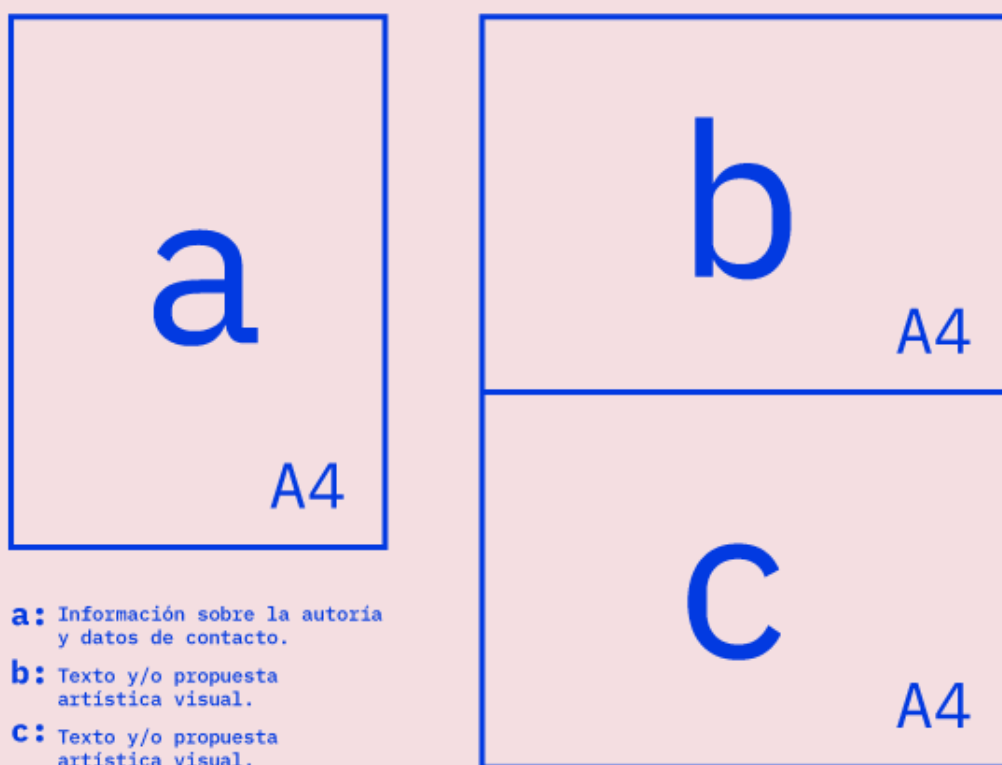 a
A4
b
A4
c
A4
a: Información sobre la autoría
y datos de contacto.
b: Texto y/o propuesta
artística visual.
c: Texto y/o propuesta
artística visual.